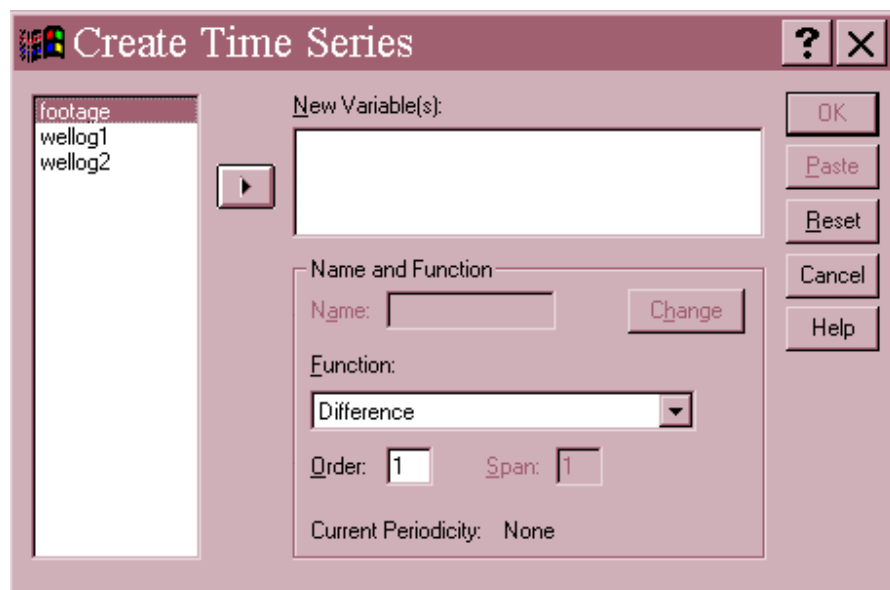 Create Time Series
?
footage
wellog1
wellog2
New Variable(s):
OK
Paste
Reset
Cancel
Help
Name and Function
Name:
Change
Function:
Difference
Order: 1 Span: 1
Current Periodicity: None